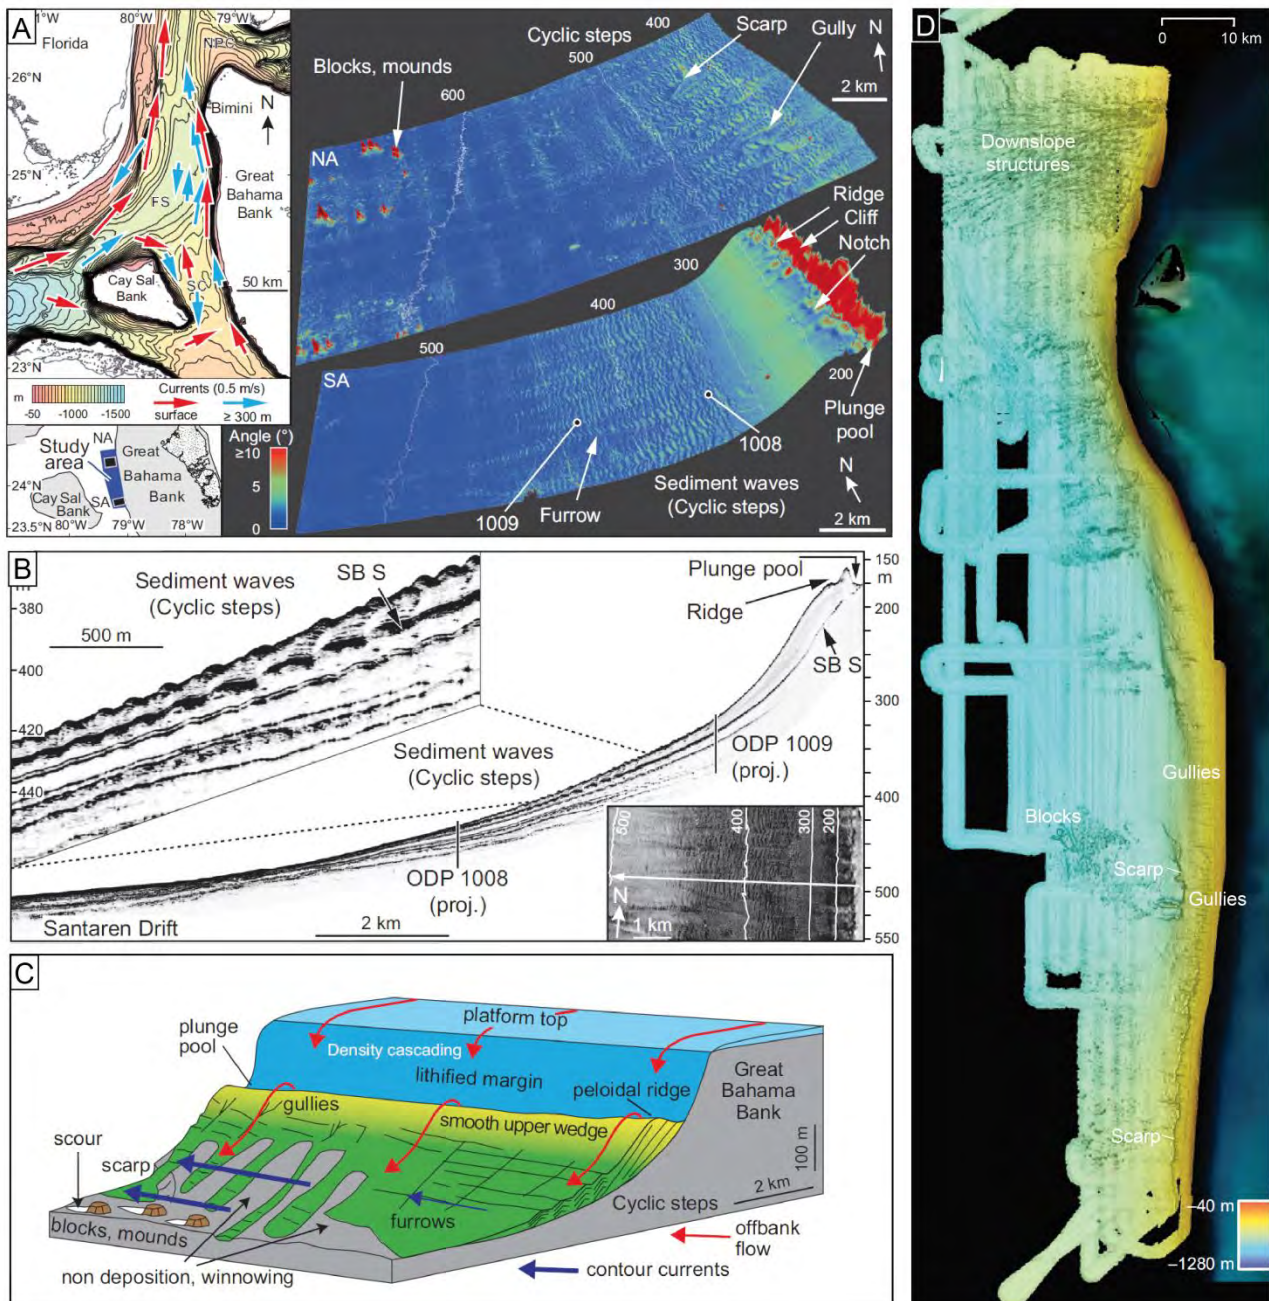 A
81°W
80°W
79°W
Florida
NPC
26°N
Bimini
N
25°N
Great
Bahama
Bank
FS
24°N
Cay Sal
Bank
SC
50 km
23°N
m
-50
-1000
-1500
Currents (0.5 m/s)
surface
≥ 300 m
NA
Study
area
Great
Bahama
Bank
24°N
Cay Sal
Bank
SA
23.5°N
80°W
79°W
78°W
Angle (°)
≥10
5
0
Cyclic steps
400
Scarp
Gully
N
500
Blocks, mounds
600
2 km
NA
Ridge
Cliff
Notch
300
400
500
SA
200
Plunge
pool
1008
N
Sediment waves
(Cyclic steps)
1009
Furrow
2 km
B
m
380
400
420
440
Sediment waves
(Cyclic steps)
SB S
500 m
Plunge pool
Ridge
150
m
200
SB S
300
Sediment waves
(Cyclic steps)
ODP 1009
(proj.)
400
500
400
300
200
ODP 1008
(proj.)
N
1 km
500
Santaren Drift
2 km
550
C
platform top
plunge
pool
Density cascading
lithified margin
Great
Bahama
Bank
peloidal ridge
gullies
smooth upper wedge
scour
scarp
100 m
2 km
Cyclic steps
furrows
blocks, mounds
offbank
flow
non deposition, winnowing
contour currents
D
N
0
10 km
Downslope
structures
Gullies
Blocks
Scarp
Gullies
Scarp
–40 m
–1280 m